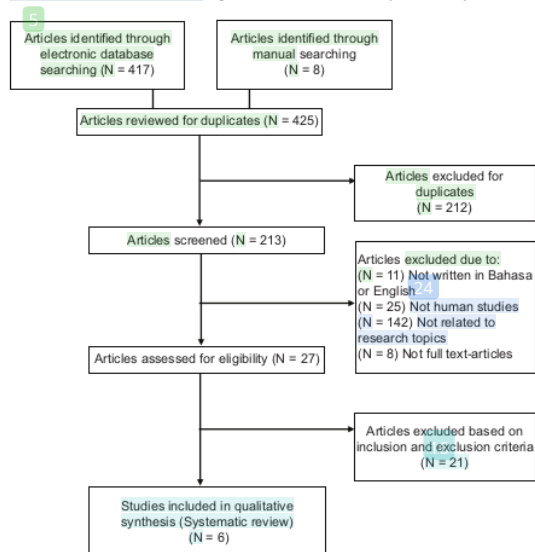 5
Articles identified through
electronic database
searching (N = 417)
Articles identified through
manual searching
(N = 8)
Articles reviewed for duplicates (N = 425)
Articles excluded for
duplicates
(N = 212)
Articles screened (N = 213)
Articles excluded due to:
(N = 11) Not written in Bahasa
or English
24
(N = 25) Not human studies
(N = 142) Not related to
research topics
(N = 8) Not full text-articles
Articles assessed for eligibility (N = 27)
Articles excluded based on
inclusion and exclusion criteria
(N = 21)
Studies included in qualitative
synthesis (Systematic review)
(N = 6)